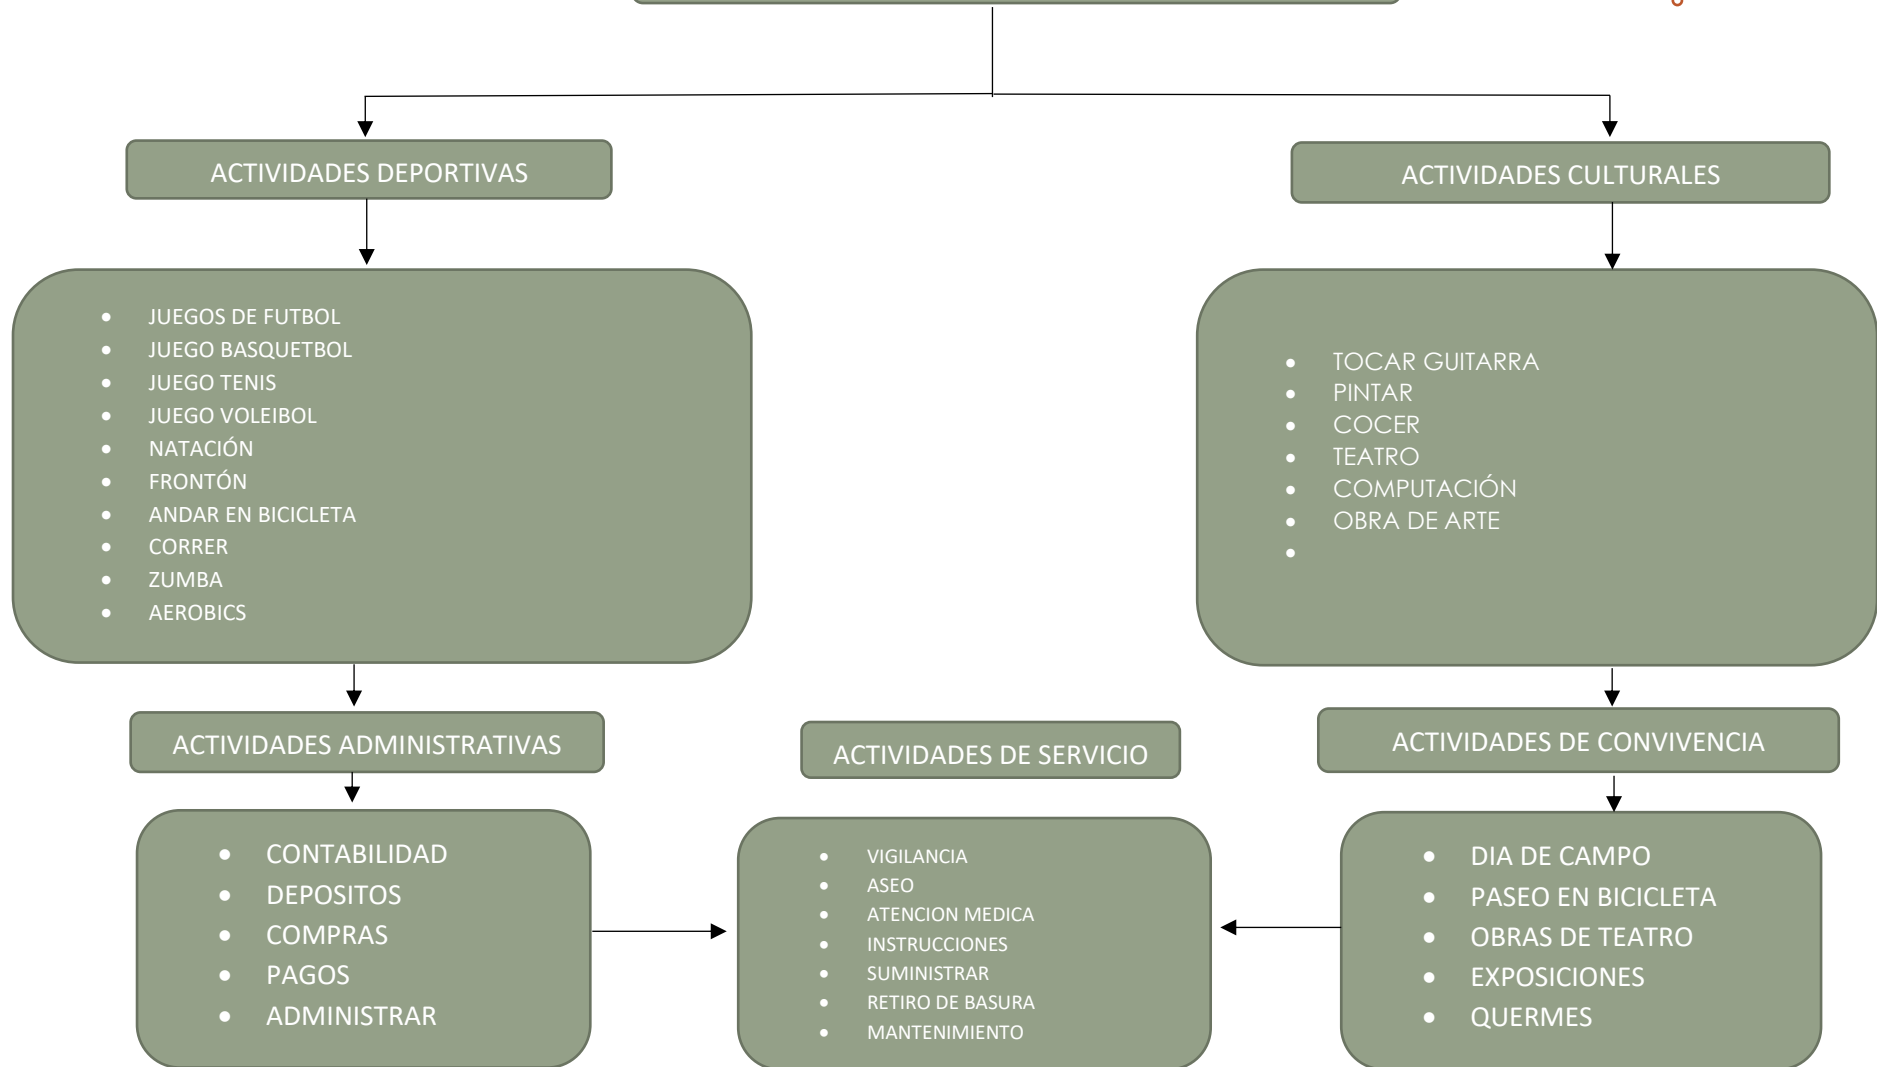 ACTIVIDADES DEPORTIVAS
ACTIVIDADES CULTURALES
JUEGOS DE FUTBOL
JUEGO BASQUETBOL
JUEGO TENIS
JUEGO VOLEIBOL
NATACIÓN
FRONTÓN
ANDAR EN BICICLETA
CORRER
ZUMBA
AEROBICS
TOCAR GUITARRA
PINTAR
COCER
TEATRO
COMPUTACIÓN
OBRA DE ARTE
ACTIVIDADES ADMINISTRATIVAS
ACTIVIDADES DE SERVICIO
ACTIVIDADES DE CONVIVENCIA
CONTABILIDAD
DEPOSITOS
COMPRAS
PAGOS
ADMINISTRAR
VIGILANCIA
ASEO
ATENCION MEDICA
INSTRUCCIONES
SUMINISTRAR
RETIRO DE BASURA
MANTENIMIENTO
DIA DE CAMPO
PASEO EN BICICLETA
OBRAS DE TEATRO
EXPOSICIONES
QUERMES